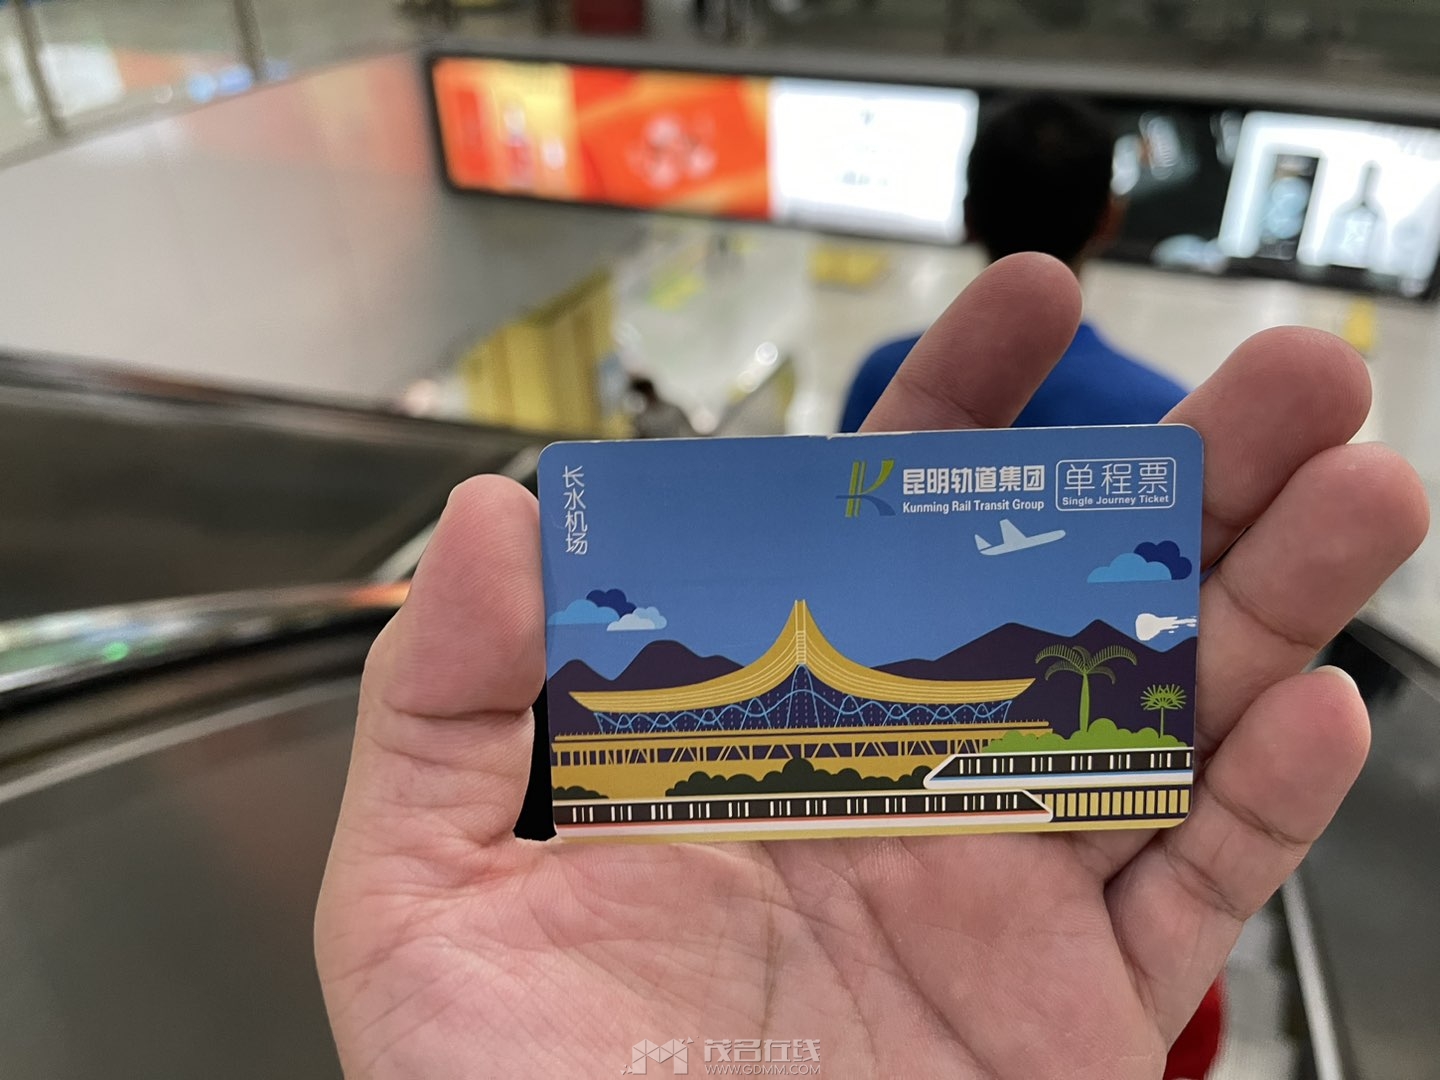 长水机场
昆明轨道集团
Kunming Rail Transit Group
单程票
Single Journey Ticket
茂名在线
WWW.GDMM.COM